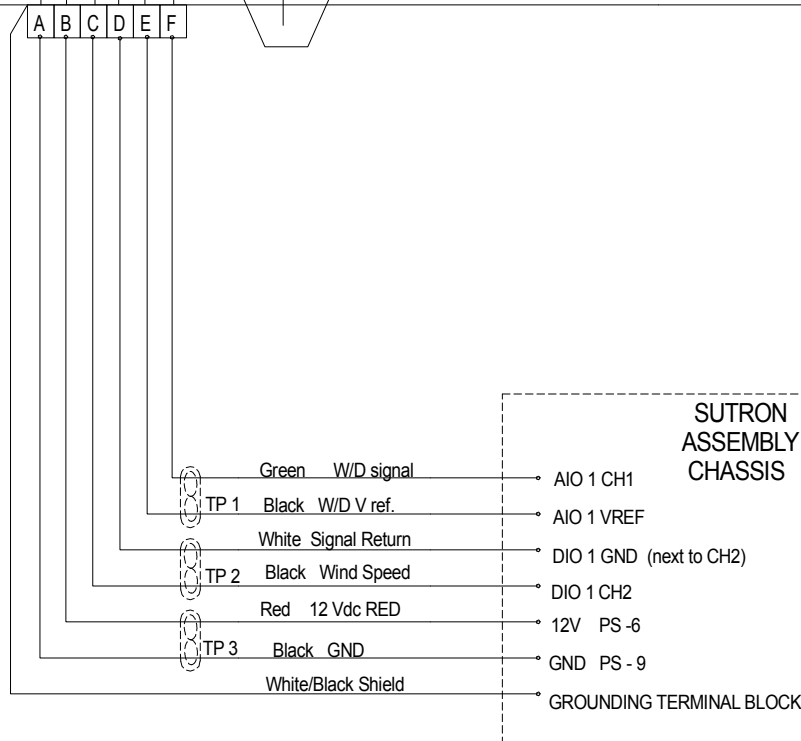 A B C D E F
SUTRON
ASSEMBLY
CHASSIS
Green W/D signal AIO 1 CH1
TP 1 Black W/D V ref. AIO 1 VREF
White Signal Return DIO 1 GND (next to CH2)
TP 2 Black Wind Speed DIO 1 CH2
Red 12 Vdc RED 12V PS -6
TP 3 Black GND GND PS - 9
White/Black Shield GROUNDING TERMINAL BLOCK